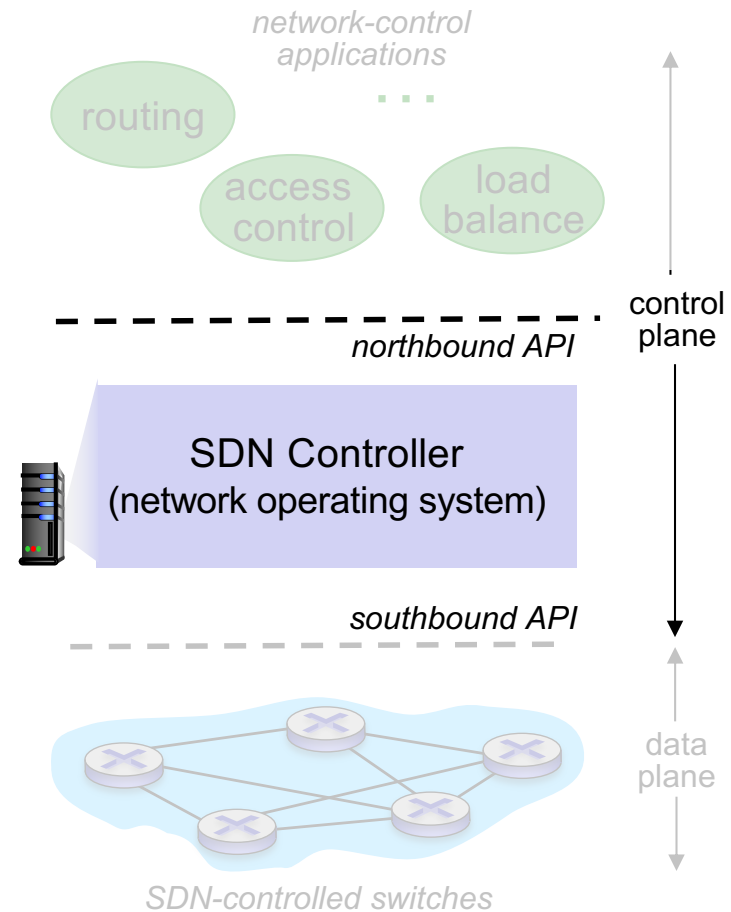 network-control
applications
routing
...
access
control
load
balance
control
plane
northbound API
SDN Controller
(network operating system)
southbound API
data
plane
SDN-controlled switches